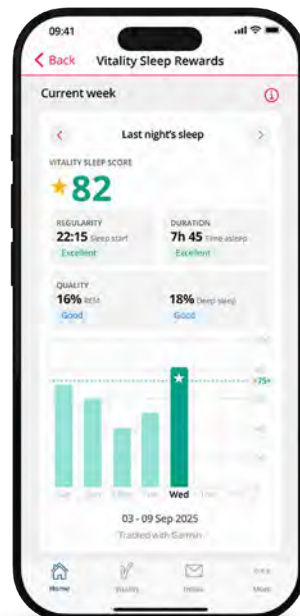 09:41
Back Vitality Sleep Rewards
Current week
Last night's sleep
VITALITY SLEEP SCORE
82
REGULARITY DURATION
22:15 Sleep start 7h 45 Time asleep
Excellent Excellent
QUALITY
16% REM 18% Deep sleep
Good Good
75
Wed
03 - 09 Sep 2025
Tracked with Garmin
Home Vitality